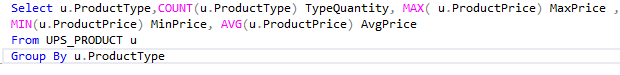 Select u.ProductType,COUNT(u.ProductType) TypeQuantity, MAX( u.ProductPrice) MaxPrice ,
MIN(u.ProductPrice) MinPrice, AVG(u.ProductPrice) AvgPrice
From UPS_PRODUCT u
Group By u.ProductType